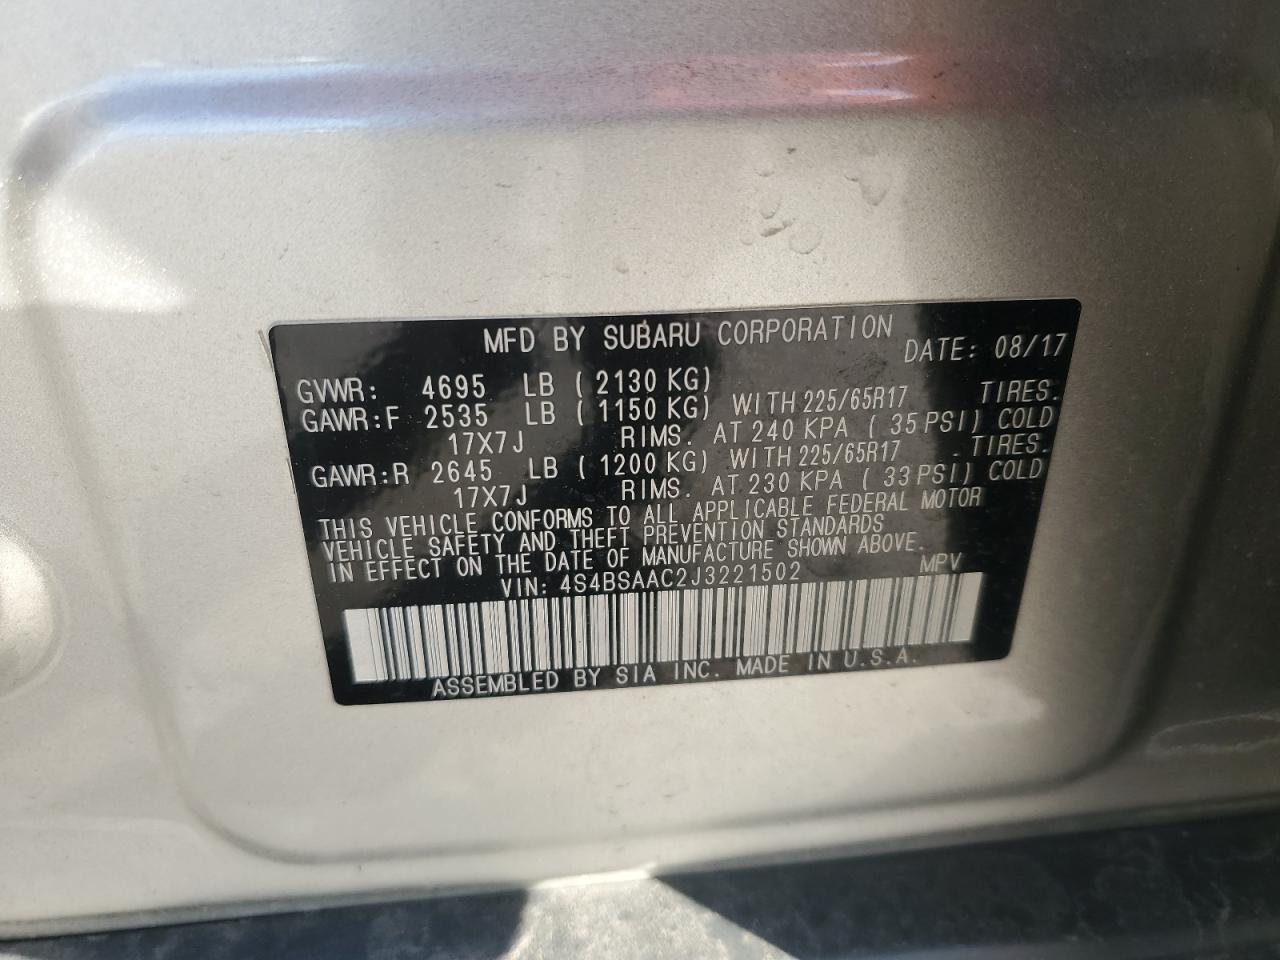 MFD BY SUBARU CORPORATION
DATE: 08/17
GVWR: 4695 LB ( 2130 KG)
GAWR:F 2535 LB ( 1150 KG) WITH 225/65R17 TIRES.
17X7J RIMS. AT 240 KPA ( 35 PSI) COLD
GAWR:R 2645 LB ( 1200 KG) WITH 225/65R17 . TIRES.
17X7J RIMS. AT 230 KPA ( 33 PSI) COLD
THIS VEHICLE CONFORMS TO ALL APPLICABLE FEDERAL MOTOR
VEHICLE SAFETY AND THEFT PREVENTION STANDARDS
IN EFFECT ON THE DATE OF MANUFACTURE SHOWN ABOVE.
VIN: 4S4BSAAC2J3221502 MPV
ASSEMBLED BY SIA INC. MADE IN U.S.A.